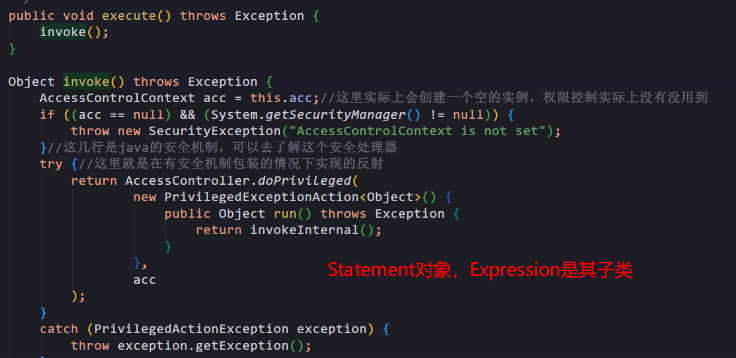 public void execute() throws Exception {
invoke();
}
Object invoke() throws Exception {
AccessControlContext acc = this.acc;//这里实际上会创建一个空的实例，权限控制实际上没有没用到
if ((acc == null) && (System.getSecurityManager() != null)) {
throw new SecurityException("AccessControlContext is not set");
}//这几行是java的安全机制，可以去了解这个安全处理器
try {//这里就是在有安全机制包装的情况下实现的反射
return AccessController.doPrivileged(
new PrivilegedExceptionAction<Object>() {
public Object run() throws Exception {
return invokeInternal();
}
},
Statement对象，Expression是其子类
acc
);
}
catch (PrivilegedActionException exception) {
throw exception.getException();